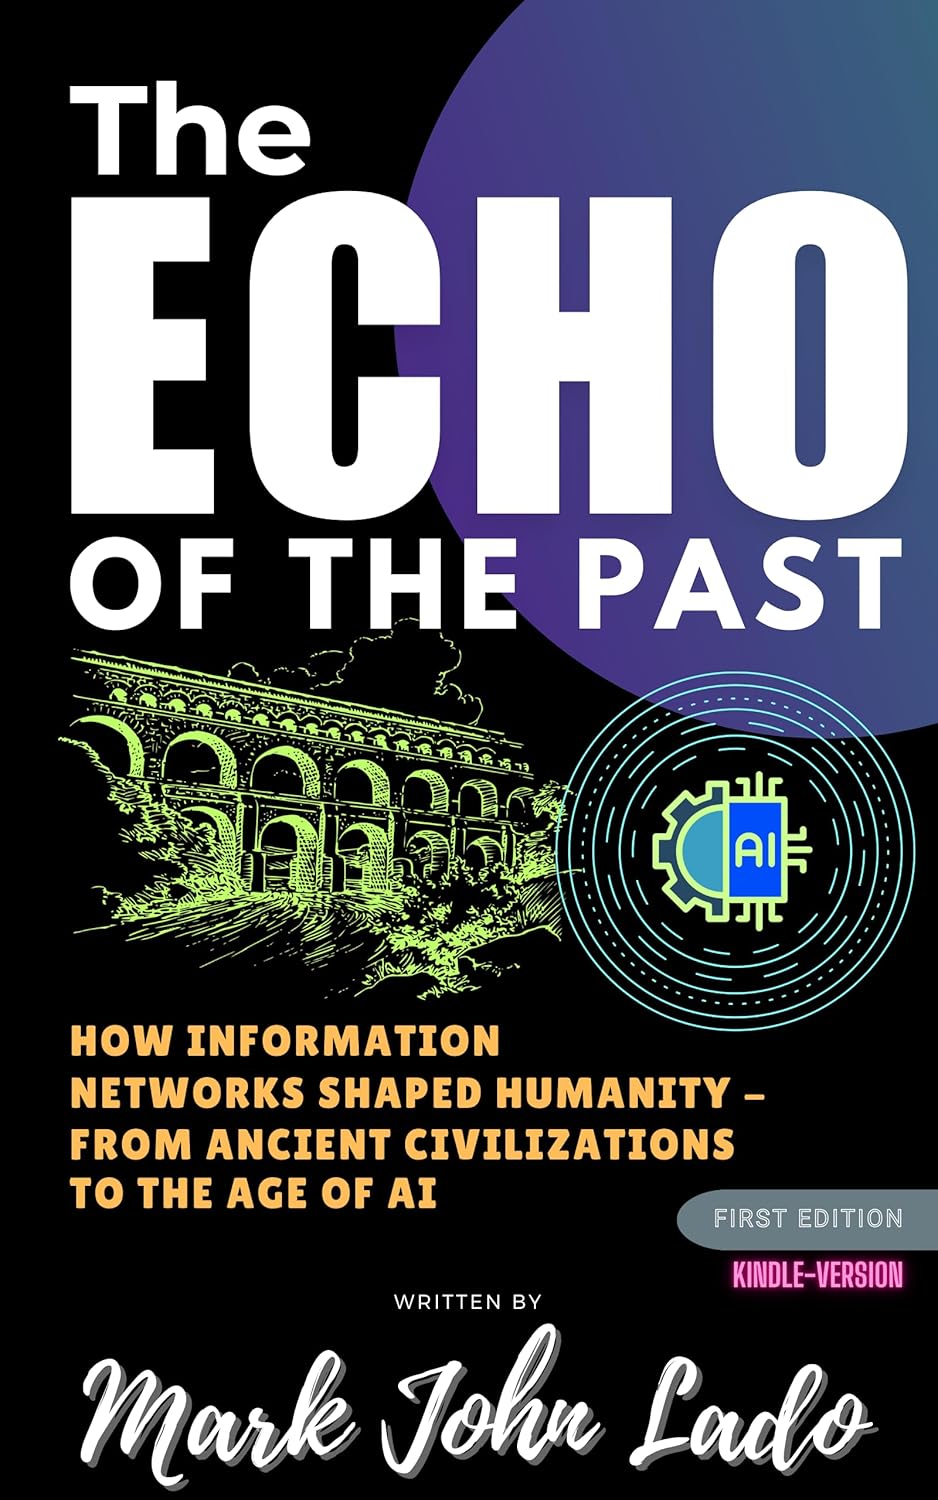 The
ECHO
OF THE PAST
AI
HOW INFORMATION
NETWORKS SHAPED HUMANITY –
FROM ANCIENT CIVILIZATIONS
TO THE AGE OF AI
FIRST EDITION
KINDLE-VERSION
WRITTEN BY
Mark John Lado